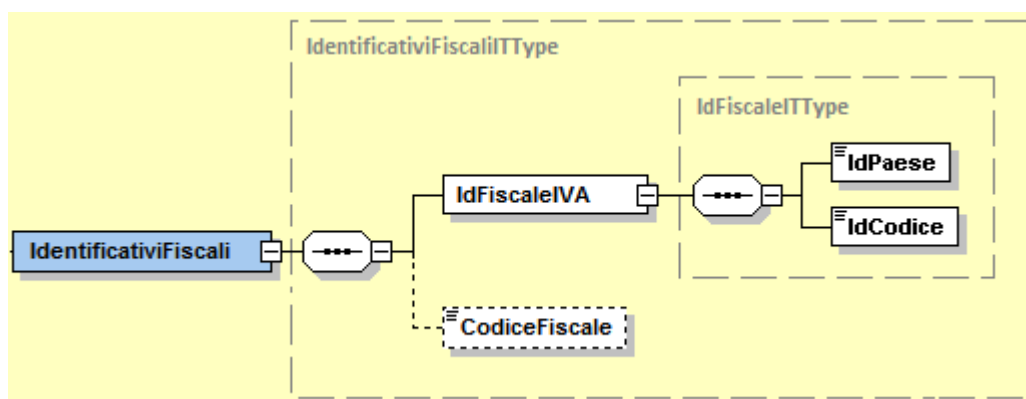 IdentificativiFiscaliITType
IdFiscaleITType
IdPaese
IdFiscaleIVA
IdCodice
IdentificativiFiscali
CodiceFiscale